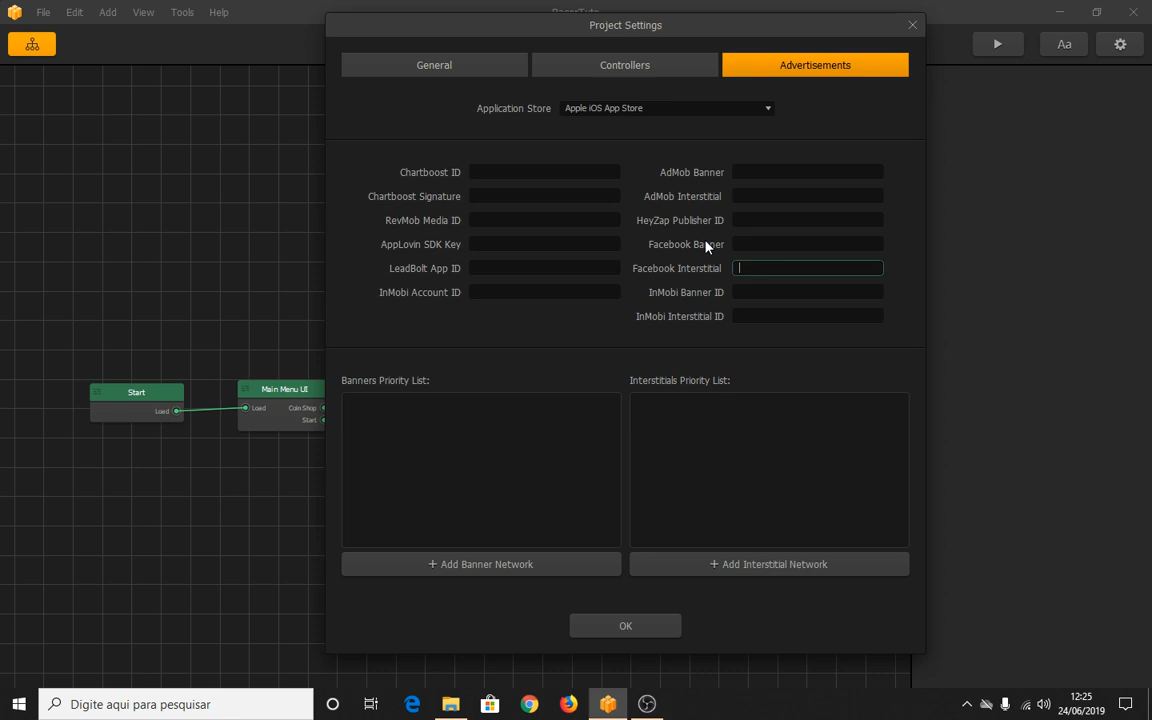 File Edit Add View Tools Help
Project Settings
General Controllers Advertisements
Aa
Application Store Apple iOS App Store
Chartboost ID AdMob Banner
Chartboost Signature AdMob Interstitial
RevMob Media ID HeyZap Publisher ID
AppLovin SDK Key Facebook Banner
LeadBolt App ID Facebook Interstitial
InMobi Account ID InMobi Banner ID
InMobi Interstitial ID
Banners Priority List: Interstitials Priority List:
Start Main Menu UI
Load Load Coin Shop
Start
+ Add Banner Network + Add Interstitial Network
OK
Digite aqui para pesquisar
12:25
24/06/2019